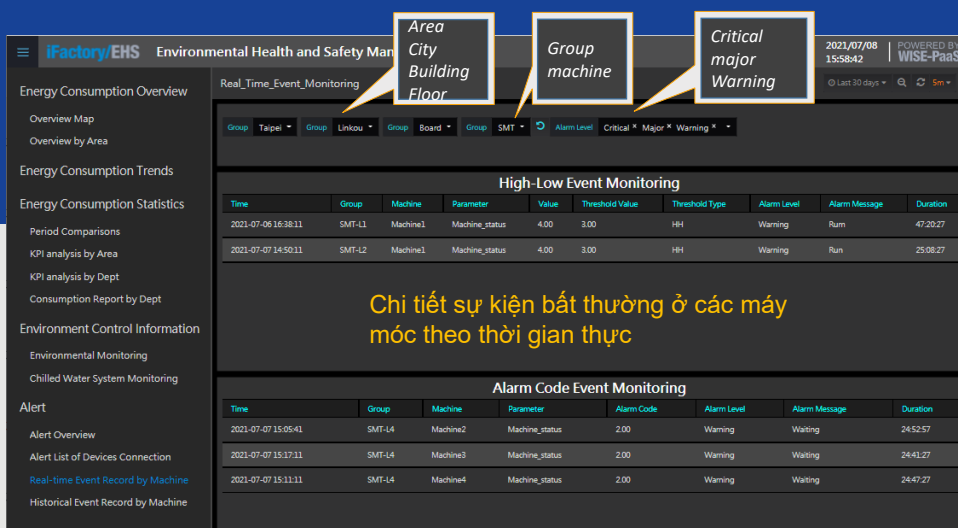 Area
City
Building
Floor
Group
machine
Critical
major
Warning
iFactory/EHS Environmental Health and Safety Man
2021/07/08
15:58:42
POWERED BY
WISE-PaaS
Real_Time_Event_Monitoring
Last 30 days
5m
Group Taipei Group Linkou Group Board Group SMT Alarm Level Critical × Major × Warning ×
Energy Consumption Overview
Overview Map
Overview by Area
Energy Consumption Trends
Energy Consumption Statistics
Period Comparisons
KPI analysis by Area
KPI analysis by Dept
Consumption Report by Dept
Environment Control Information
Environmental Monitoring
Chilled Water System Monitoring
Alert
Alert Overview
Alert List of Devices Connection
Real-time Event Record by Machine
Historical Event Record by Machine
High-Low Event Monitoring
Time Group Machine Parameter Value Threshold Value Threshold Type Alarm Level Alarm Message Duration
2021-07-06 16:38:11 SMT-L1 Machine1 Machine_status 4.00 3.00 HH Warning Rum 47:20:27
2021-07-07 14:50:11 SMT-L2 Machine1 Machine_status 4.00 3.00 HH Warning Run 25:08:27
Chi tiết sự kiện bất thường ở các máy
móc theo thời gian thực
Alarm Code Event Monitoring
Time Group Machine Parameter Alarm Code Alarm Level Alarm Message Duration
2021-07-07 15:05:41 SMT-L4 Machine2 Machine_status 2.00 Warning Waiting 24:52:57
2021-07-07 15:17:11 SMT-L4 Machine3 Machine_status 2.00 Warning Waiting 24:41:27
2021-07-07 15:11:11 SMT-L4 Machine4 Machine_status 2.00 Warning Waiting 24:47:27